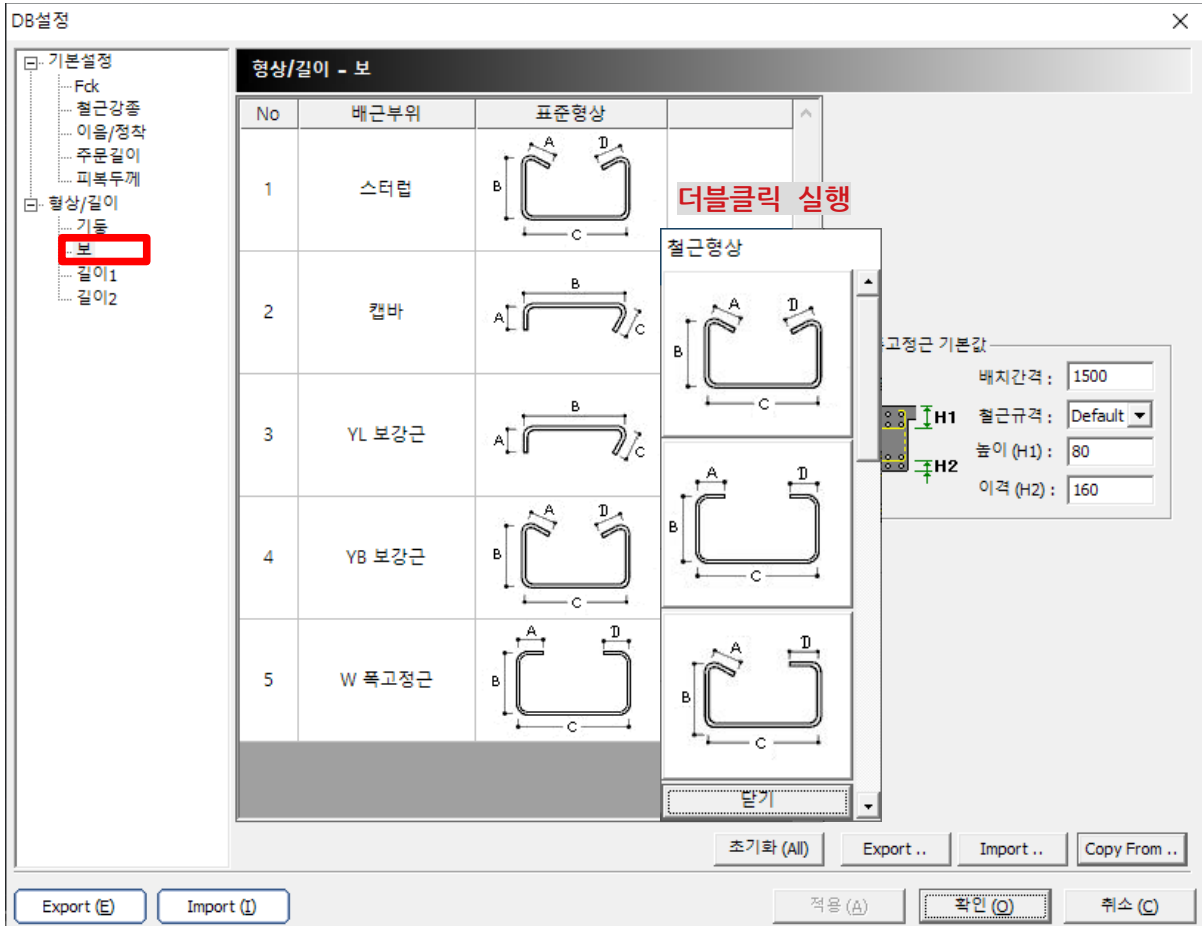 DB설정
기본설정
Fck
철근강종
이음/정착
주문길이
피복두께
형상/길이
기둥
보
길이1
길이2
형상/길이 - 보
No 배근부위 표준형상
1 스터럽
A D
B
C
2 캡바
B
A C
3 YL 보강근
B
A C
4 YB 보강근
A D
B
C
5 W 폭고정근
A D
B
C
더블클릭 실행
철근형상
A D
B
C
A D
B
C
A D
B
C
닫기
고정근 기본값
배치간격 : 1500
H1 철근규격 : Default
높이 (H1) : 80
H2
이격 (H2) : 160
초기화 (All) Export .. Import .. Copy From ..
Export (E) Import (I) 적용 (A) 확인 (O) 취소 (C)